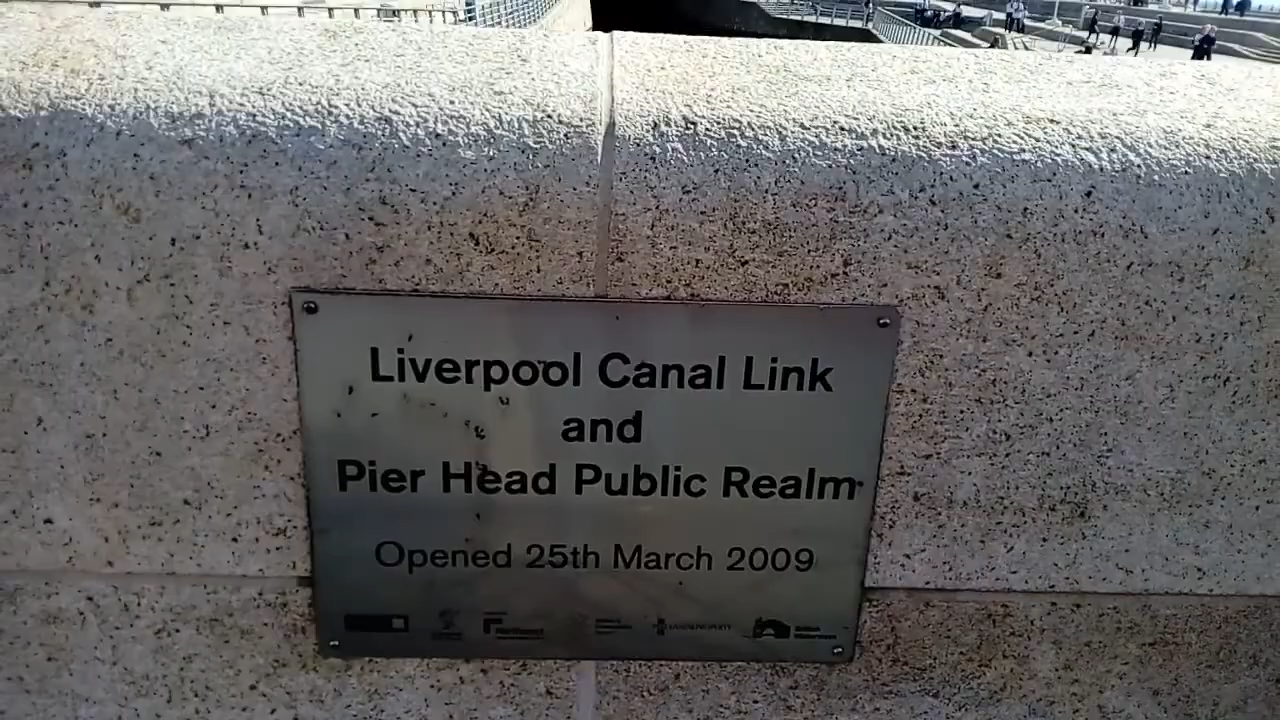 Liverpool Canal Link
and
Pier Head Public Realm
Opened 25th March 2009